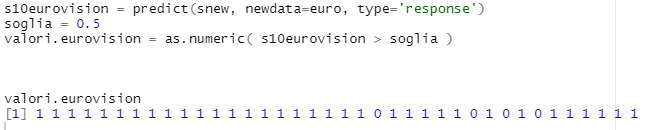 s10eurovision = predict(snew, newdata=euro, type='response')
soglia = 0.5
valori.eurovision = as.numeric( s10eurovision > soglia )
valori.eurovision
[1] 1 1 1 1 1 1 1 1 1 1 1 1 1 1 1 1 1 1 1 1 1 0 1 1 1 1 1 0 1 0 1 0 1 1 1 1 1 1